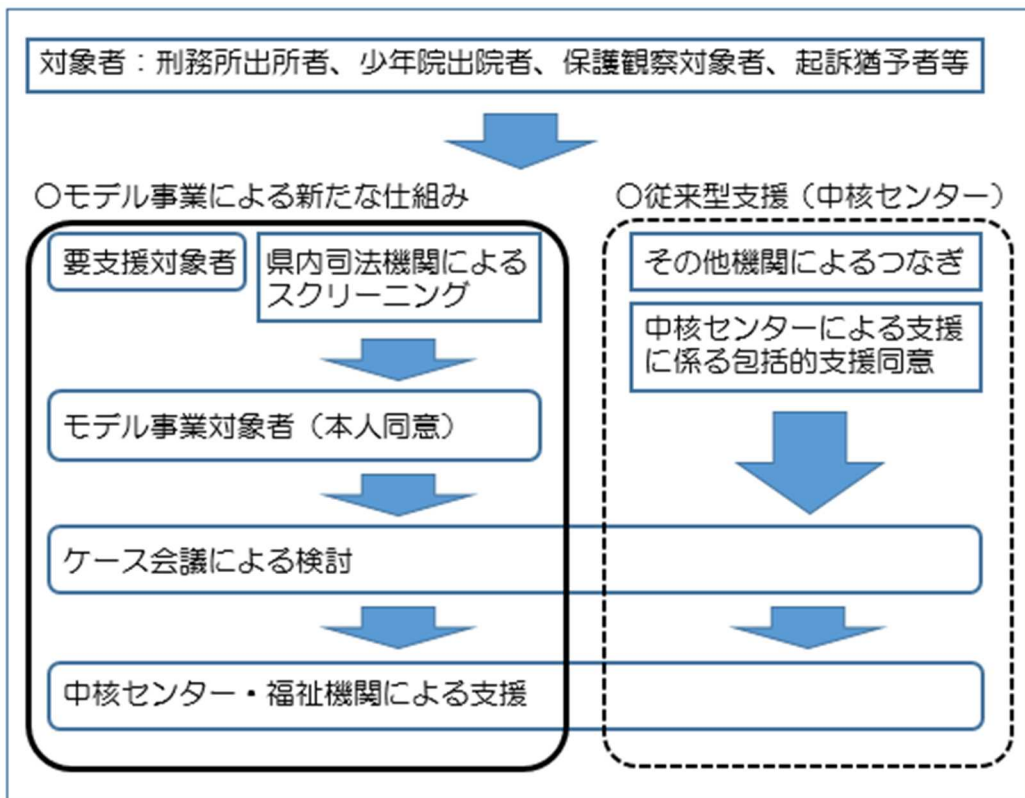 対象者：刑務所出所者、少年院出院者、保護観察対象者、起訴猶予者等
○モデル事業による新たな仕組み
要支援対象者
県内司法機関による
スクリーニング
モデル事業対象者（本人同意）
○従来型支援（中核センター）
その他機関によるつなぎ
中核センターによる支援
に係る包括的支援同意
ケース会議による検討
中核センター・福祉機関による支援